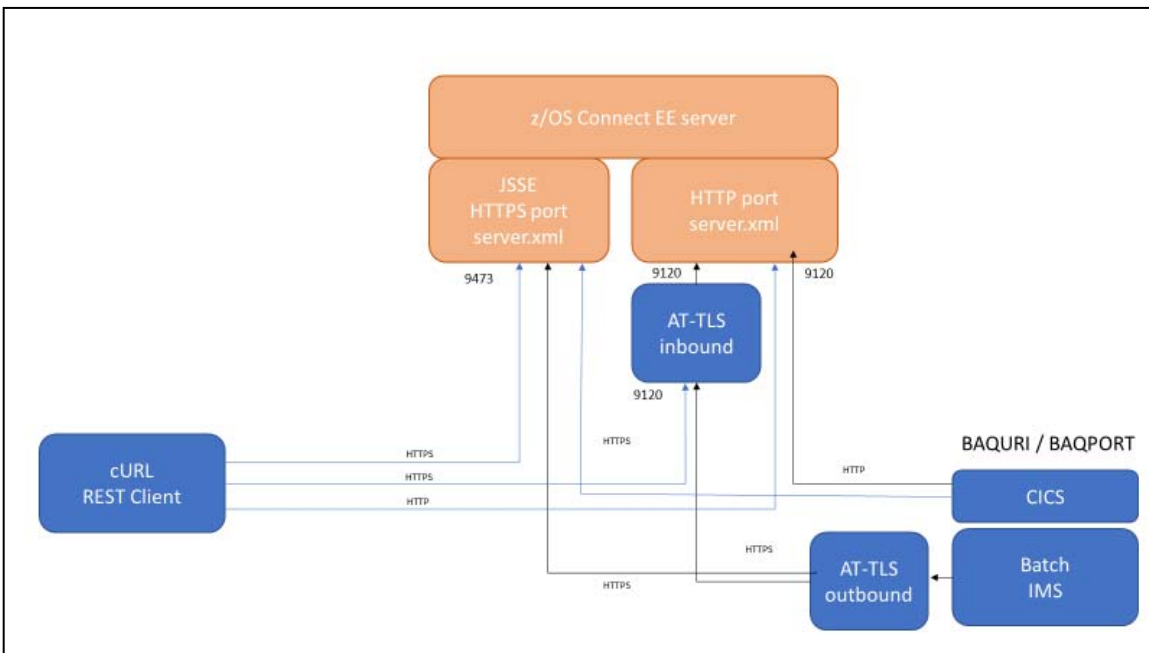 z/OS Connect EE server
JSSE
HTTPS port
server.xml
HTTP port
server.xml
9473
9120
9120
AT-TLS
inbound
9120
cURL
REST Client
HTTPS
HTTPS
HTTP
HTTPS
HTTP
BAQURI / BAQPORT
CICS
HTTPS
HTTPS
AT-TLS
outbound
Batch
IMS